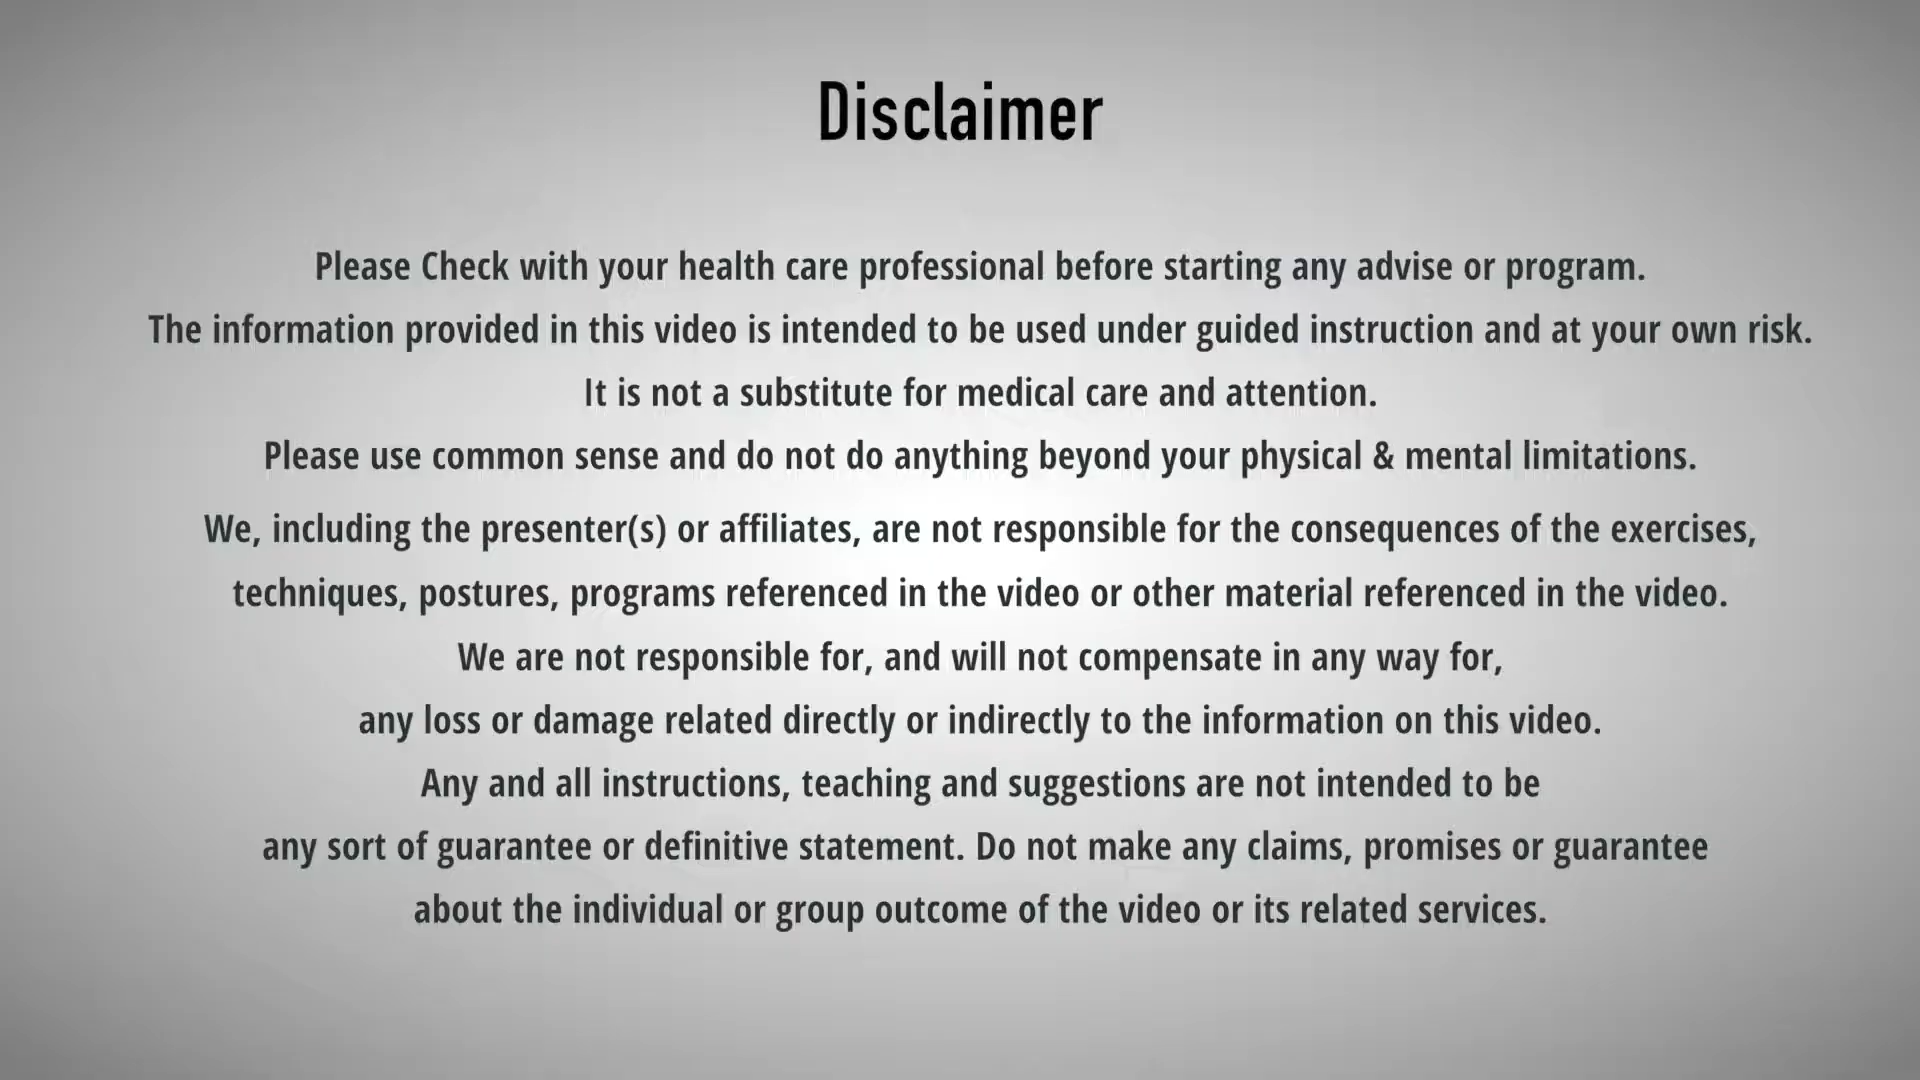 Disclaimer
Please Check with your health care professional before starting any advise or program.
The information provided in this video is intended to be used under guided instruction and at your own risk.
It is not a substitute for medical care and attention.
Please use common sense and do not do anything beyond your physical & mental limitations.
We, including the presenter(s) or affiliates, are not responsible for the consequences of the exercises,
techniques, postures, programs referenced in the video or other material referenced in the video.
We are not responsible for, and will not compensate in any way for,
any loss or damage related directly or indirectly to the information on this video.
Any and all instructions, teaching and suggestions are not intended to be
any sort of guarantee or definitive statement. Do not make any claims, promises or guarantee
about the individual or group outcome of the video or its related services.